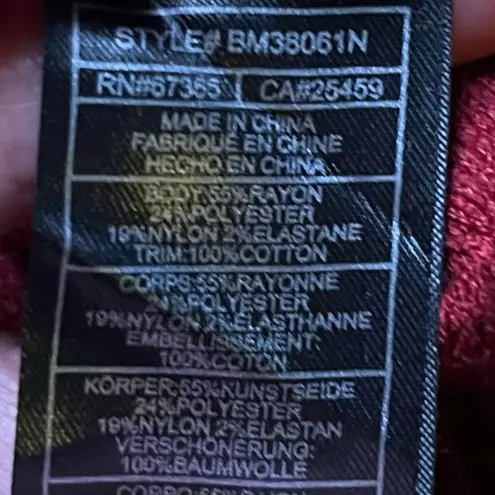 STYLE# BM38061N
RN#67355 CA#25459
MADE IN CHINA
FABRIQUÉ EN CHINE
HECHO EN CHINA
BODY:55%RAYON
24%POLYESTER
19%NYLON 2%ELASTANE
TRIM:100%COTTON
CORPS:55%RAYONNE
24%POLYESTER
19%NYLON 2%ELASTHANNE
EMBELLISSEMENT:
100%COTON
KÖRPER:55%KUNSTSEIDE
24%POLYESTER
19%NYLON 2%ELASTAN
VERSCHÖNERUNG:
100%BAUMWOLLE